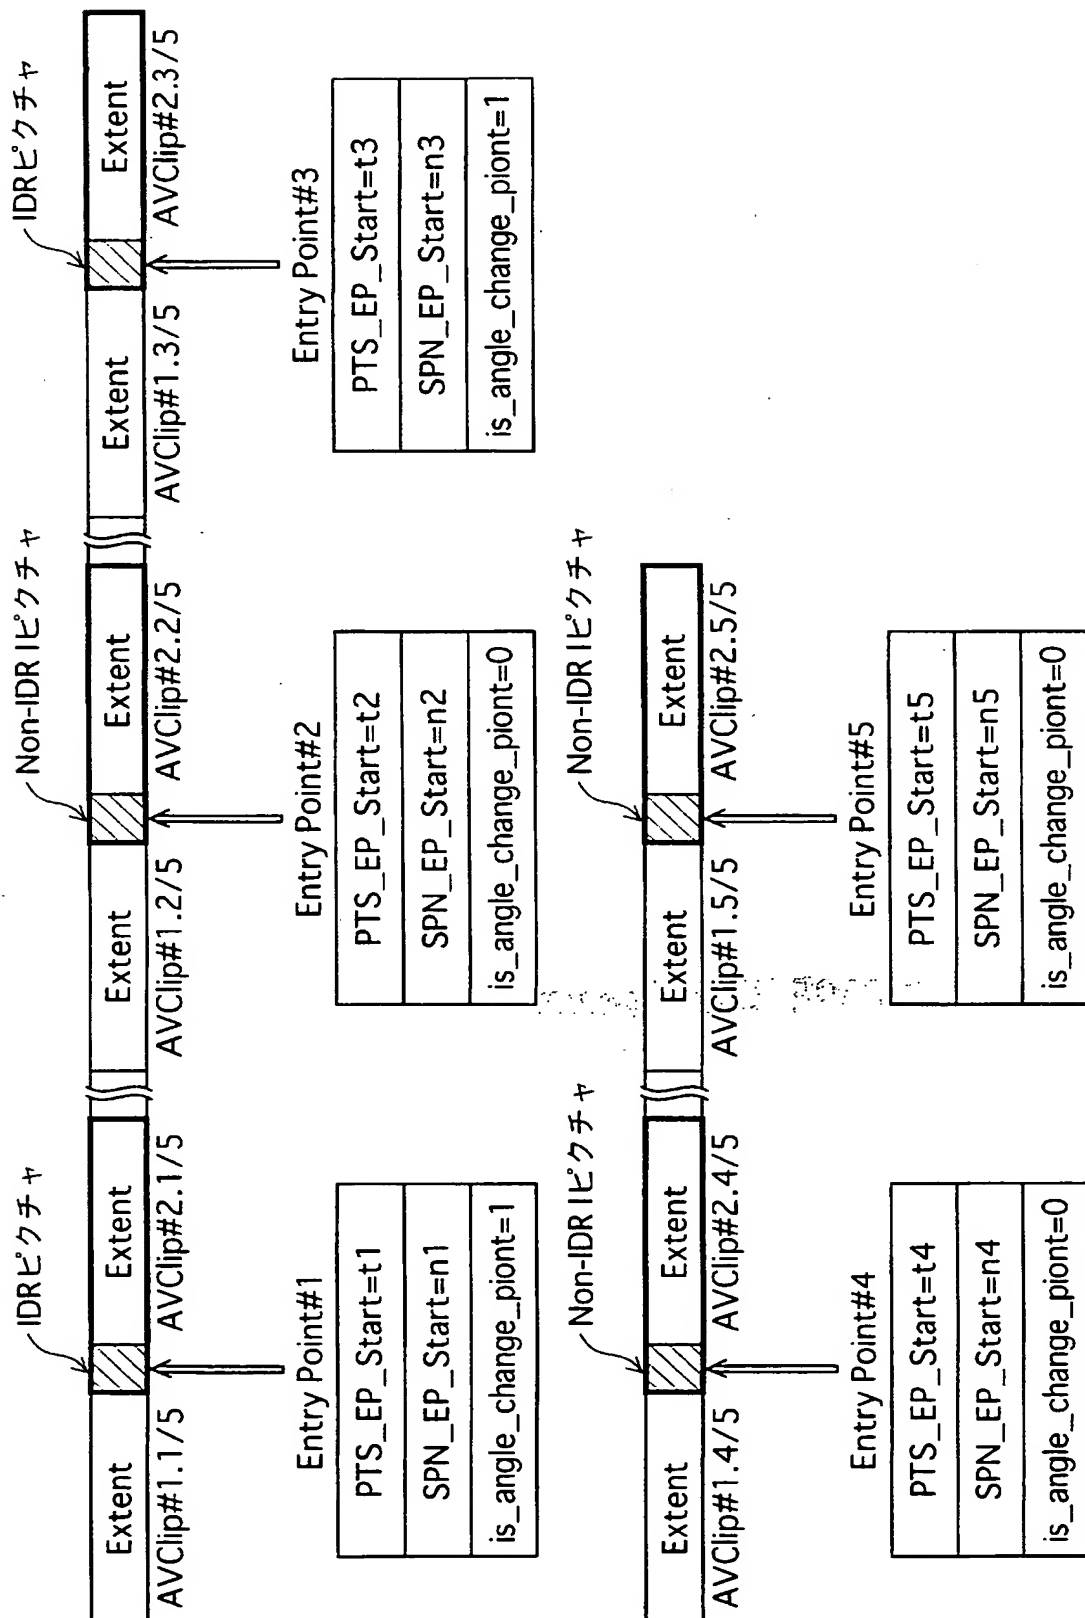 IDRピクチャ
Non-IDR Iピクチャ
IDRピクチャ
Extent
Extent
Extent
Extent
Extent
Extent
AVClip#1.1/5
AVClip#2.1/5
AVClip#1.2/5
AVClip#2.2/5
AVClip#1.3/5
AVClip#2.3/5
Entry Point#1
PTS_EP_Start=t1
SPN_EP_Start=n1
is_angle_change_piont=1
Entry Point#2
PTS_EP_Start=t2
SPN_EP_Start=n2
is_angle_change_piont=0
Entry Point#3
PTS_EP_Start=t3
SPN_EP_Start=n3
is_angle_change_piont=1
Non-IDR Iピクチャ
Non-IDR Iピクチャ
Extent
Extent
Extent
Extent
AVClip#1.4/5
AVClip#2.4/5
AVClip#1.5/5
AVClip#2.5/5
Entry Point#4
PTS_EP_Start=t4
SPN_EP_Start=n4
is_angle_change_piont=0
Entry Point#5
PTS_EP_Start=t5
SPN_EP_Start=n5
is_angle_change_piont=0